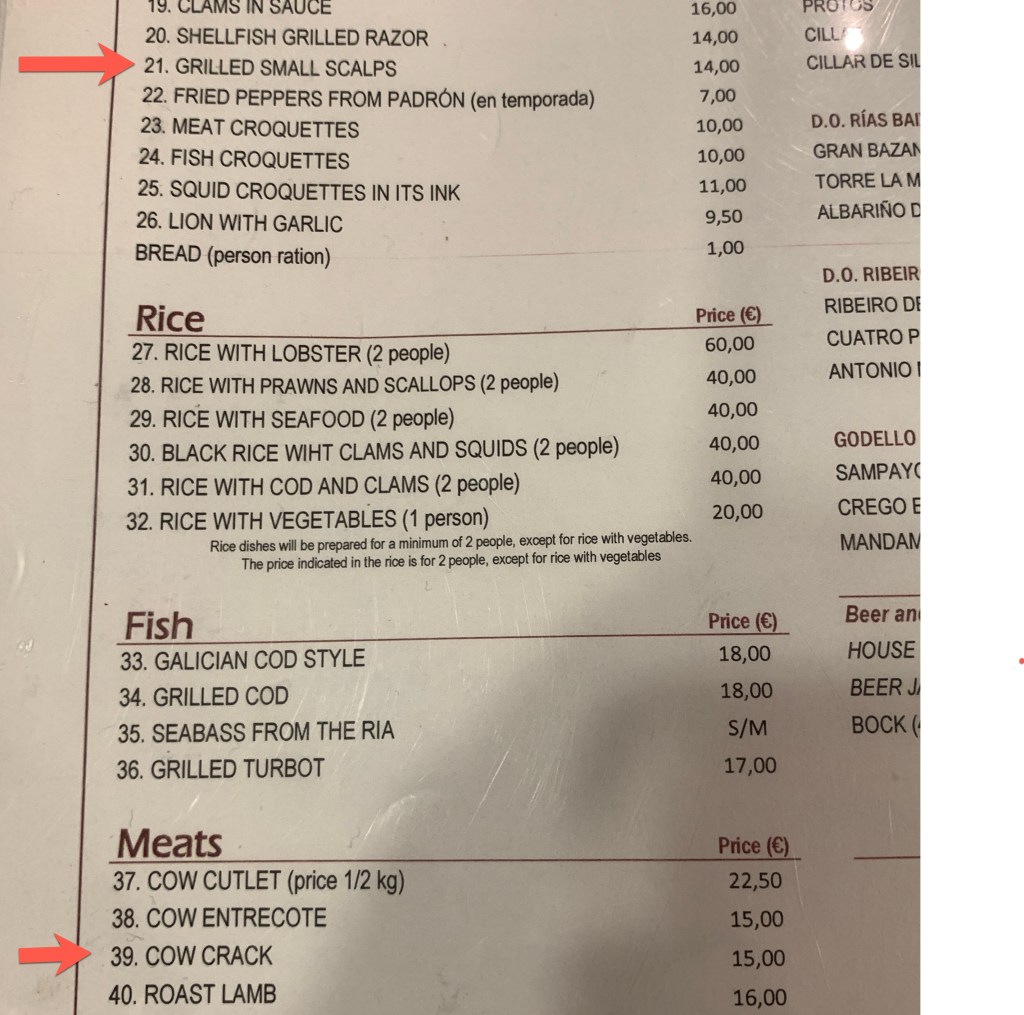 19. CLAMS IN SAUCE 16,00
20. SHELLFISH GRILLED RAZOR 14,00
21. GRILLED SMALL SCALPS 14,00
22. FRIED PEPPERS FROM PADRÓN (en temporada) 7,00
23. MEAT CROQUETTES 10,00
24. FISH CROQUETTES 10,00
25. SQUID CROQUETTES IN ITS INK 11,00
26. LION WITH GARLIC 9,50
BREAD (person ration) 1,00
Rice Price (€)
27. RICE WITH LOBSTER (2 people) 60,00
28. RICE WITH PRAWNS AND SCALLOPS (2 people) 40,00
29. RICE WITH SEAFOOD (2 people) 40,00
30. BLACK RICE WIHT CLAMS AND SQUIDS (2 people) 40,00
31. RICE WITH COD AND CLAMS (2 people) 40,00
32. RICE WITH VEGETABLES (1 person) 20,00
Rice dishes will be prepared for a minimum of 2 people, except for rice with vegetables.
The price indicated in the rice is for 2 people, except for rice with vegetables
Fish Price (€)
33. GALICIAN COD STYLE 18,00
34. GRILLED COD 18,00
35. SEABASS FROM THE RIA S/M
36. GRILLED TURBOT 17,00
Meats Price (€)
37. COW CUTLET (price 1/2 kg) 22,50
38. COW ENTRECOTE 15,00
39. COW CRACK 15,00
40. ROAST LAMB 16,00
PROTOS
CILLAR DE SIL
D.O. RÍAS BAI
GRAN BAZAN
TORRE LA M
ALBARIÑO D
D.O. RIBEIR
RIBEIRO DE
CUATRO P
ANTONIO
GODELLO
SAMPAYO
CREGO E
MANDAM
Beer an
HOUSE
BEER
BOCK (